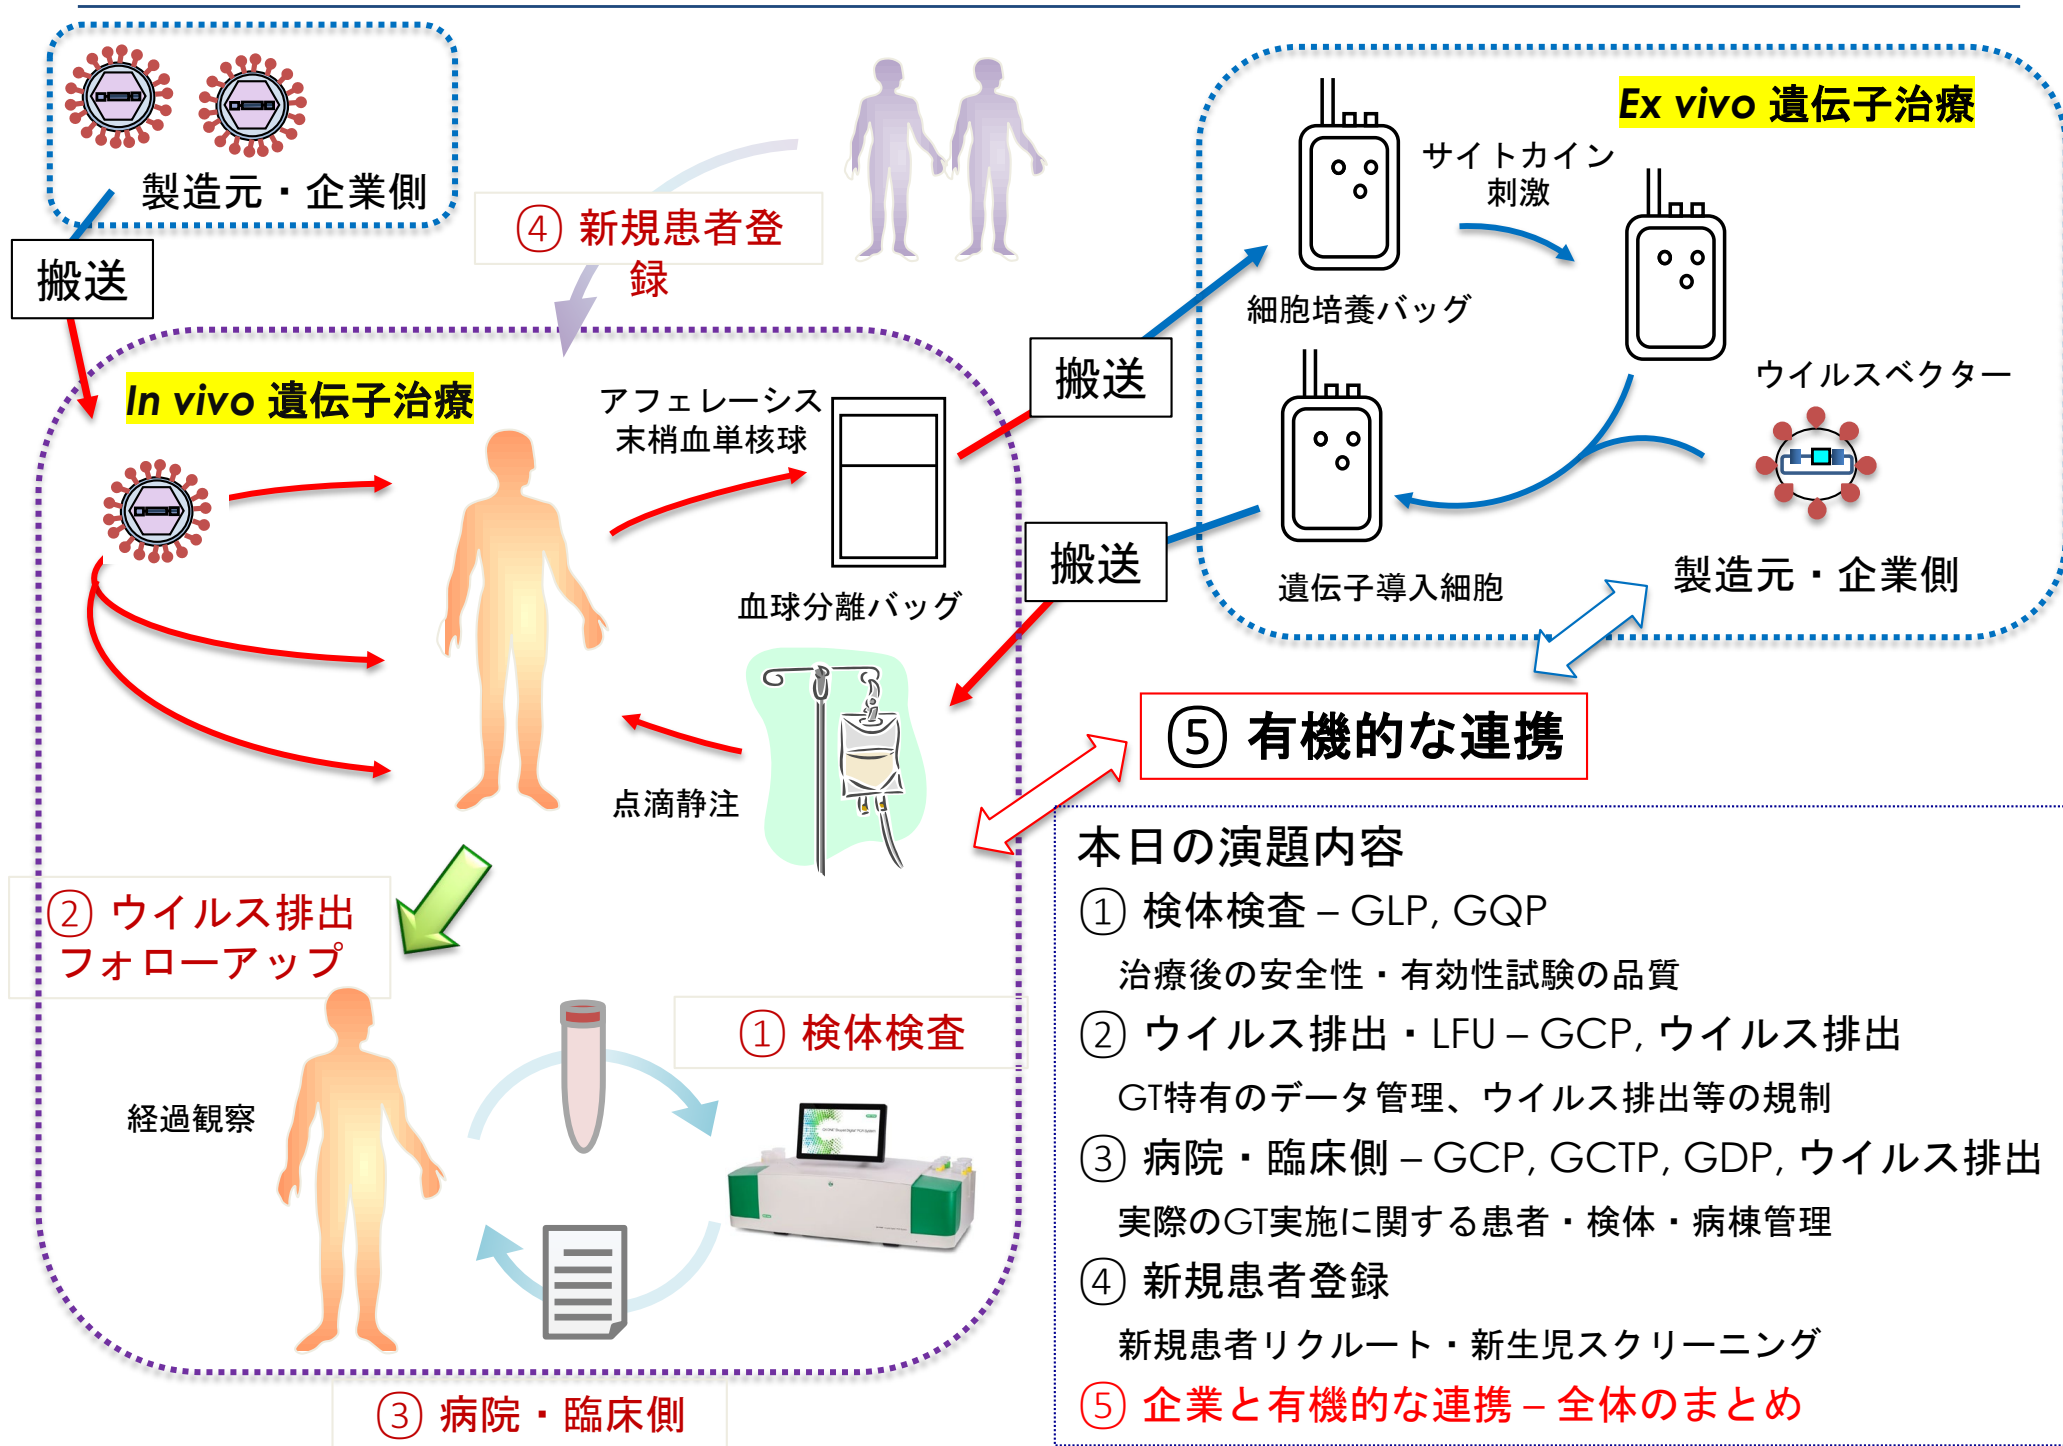 製造元・企業側
搬送
④ 新規患者登
録
Ex vivo 遺伝子治療
サイトカイン
刺激
細胞培養バッグ
ウイルスベクター
遺伝子導入細胞
製造元・企業側
搬送
搬送
In vivo 遺伝子治療
アフェレーシス
末梢血単核球
血球分離バッグ
点滴静注
⑤ 有機的な連携
② ウイルス排出
フォローアップ
経過観察
① 検体検査
③ 病院・臨床側
本日の演題内容
① 検体検査 – GLP, GQP
治療後の安全性・有効性試験の品質
② ウイルス排出・LFU – GCP, ウイルス排出
GT特有のデータ管理、ウイルス排出等の規制
③ 病院・臨床側 – GCP, GCTP, GDP, ウイルス排出
実際のGT実施に関する患者・検体・病棟管理
④ 新規患者登録
新規患者リクルート・新生児スクリーニング
⑤ 企業と有機的な連携 – 全体のまとめ